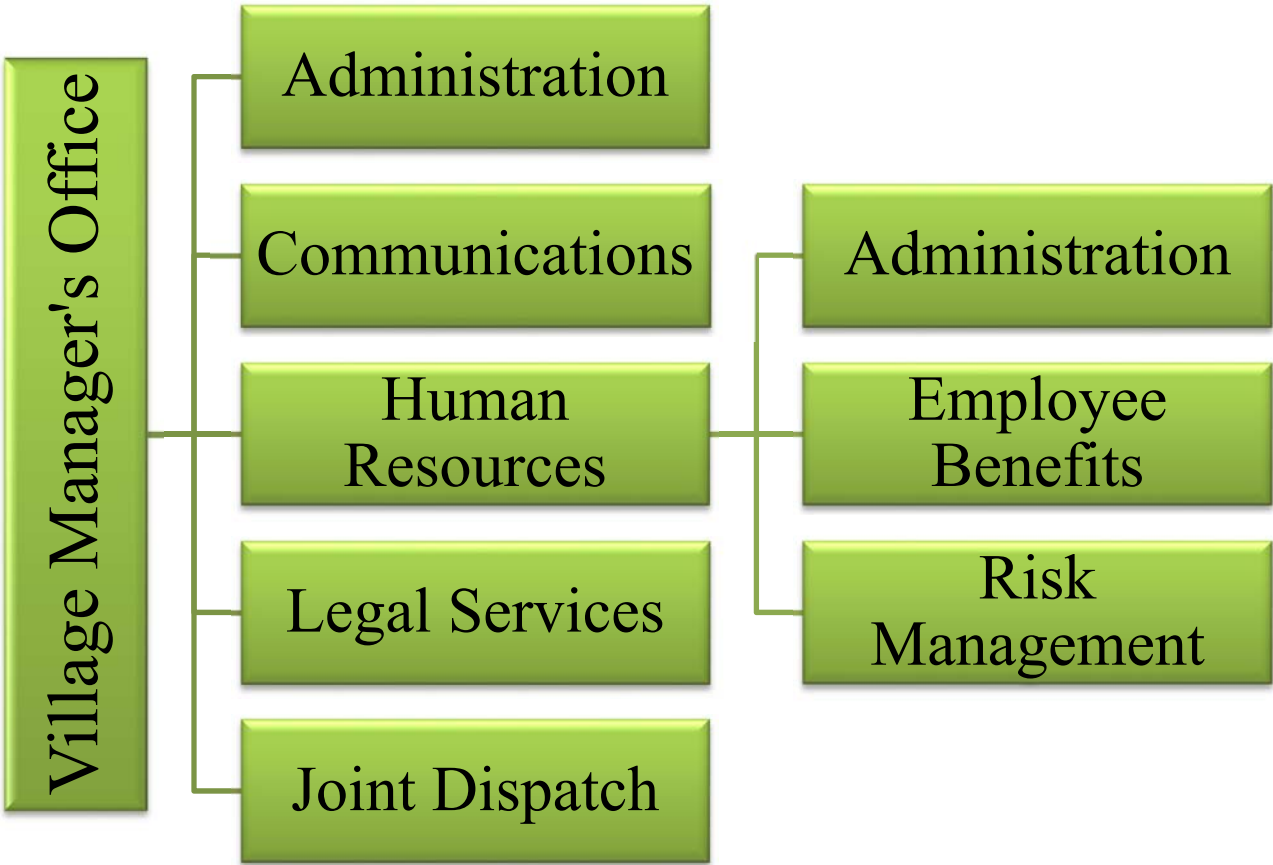 Village Manager's Office
Administration
Communications
Human
Resources
Legal Services
Joint Dispatch
Administration
Employee
Benefits
Risk
Management